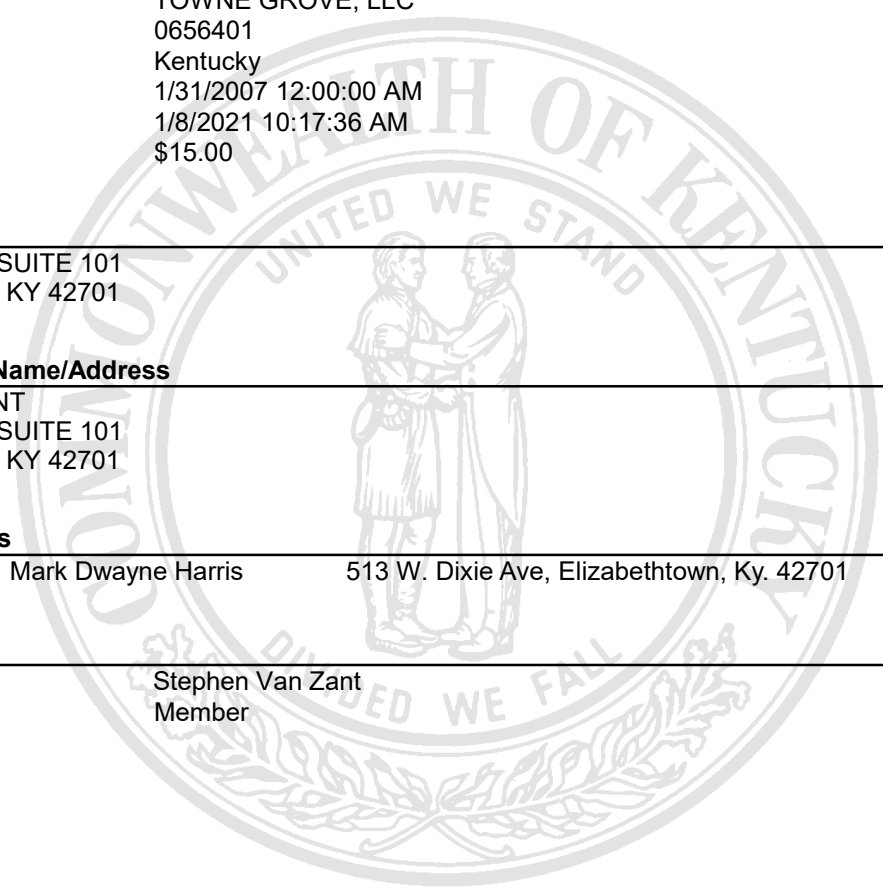 TOWNE GROVE, LLC
0656401
Kentucky
1/31/2007 12:00:00 AM
1/8/2021 10:17:36 AM
$15.00
COMMONWEALTH OF KENTUCKY
UNITED WE STAND
SUITE 101
KY 42701
Name/Address
NT
SUITE 101
KY 42701
s
Mark Dwayne Harris 513 W. Dixie Ave, Elizabethtown, Ky. 42701
DIVIDED WE FALL
Stephen Van Zant
Member